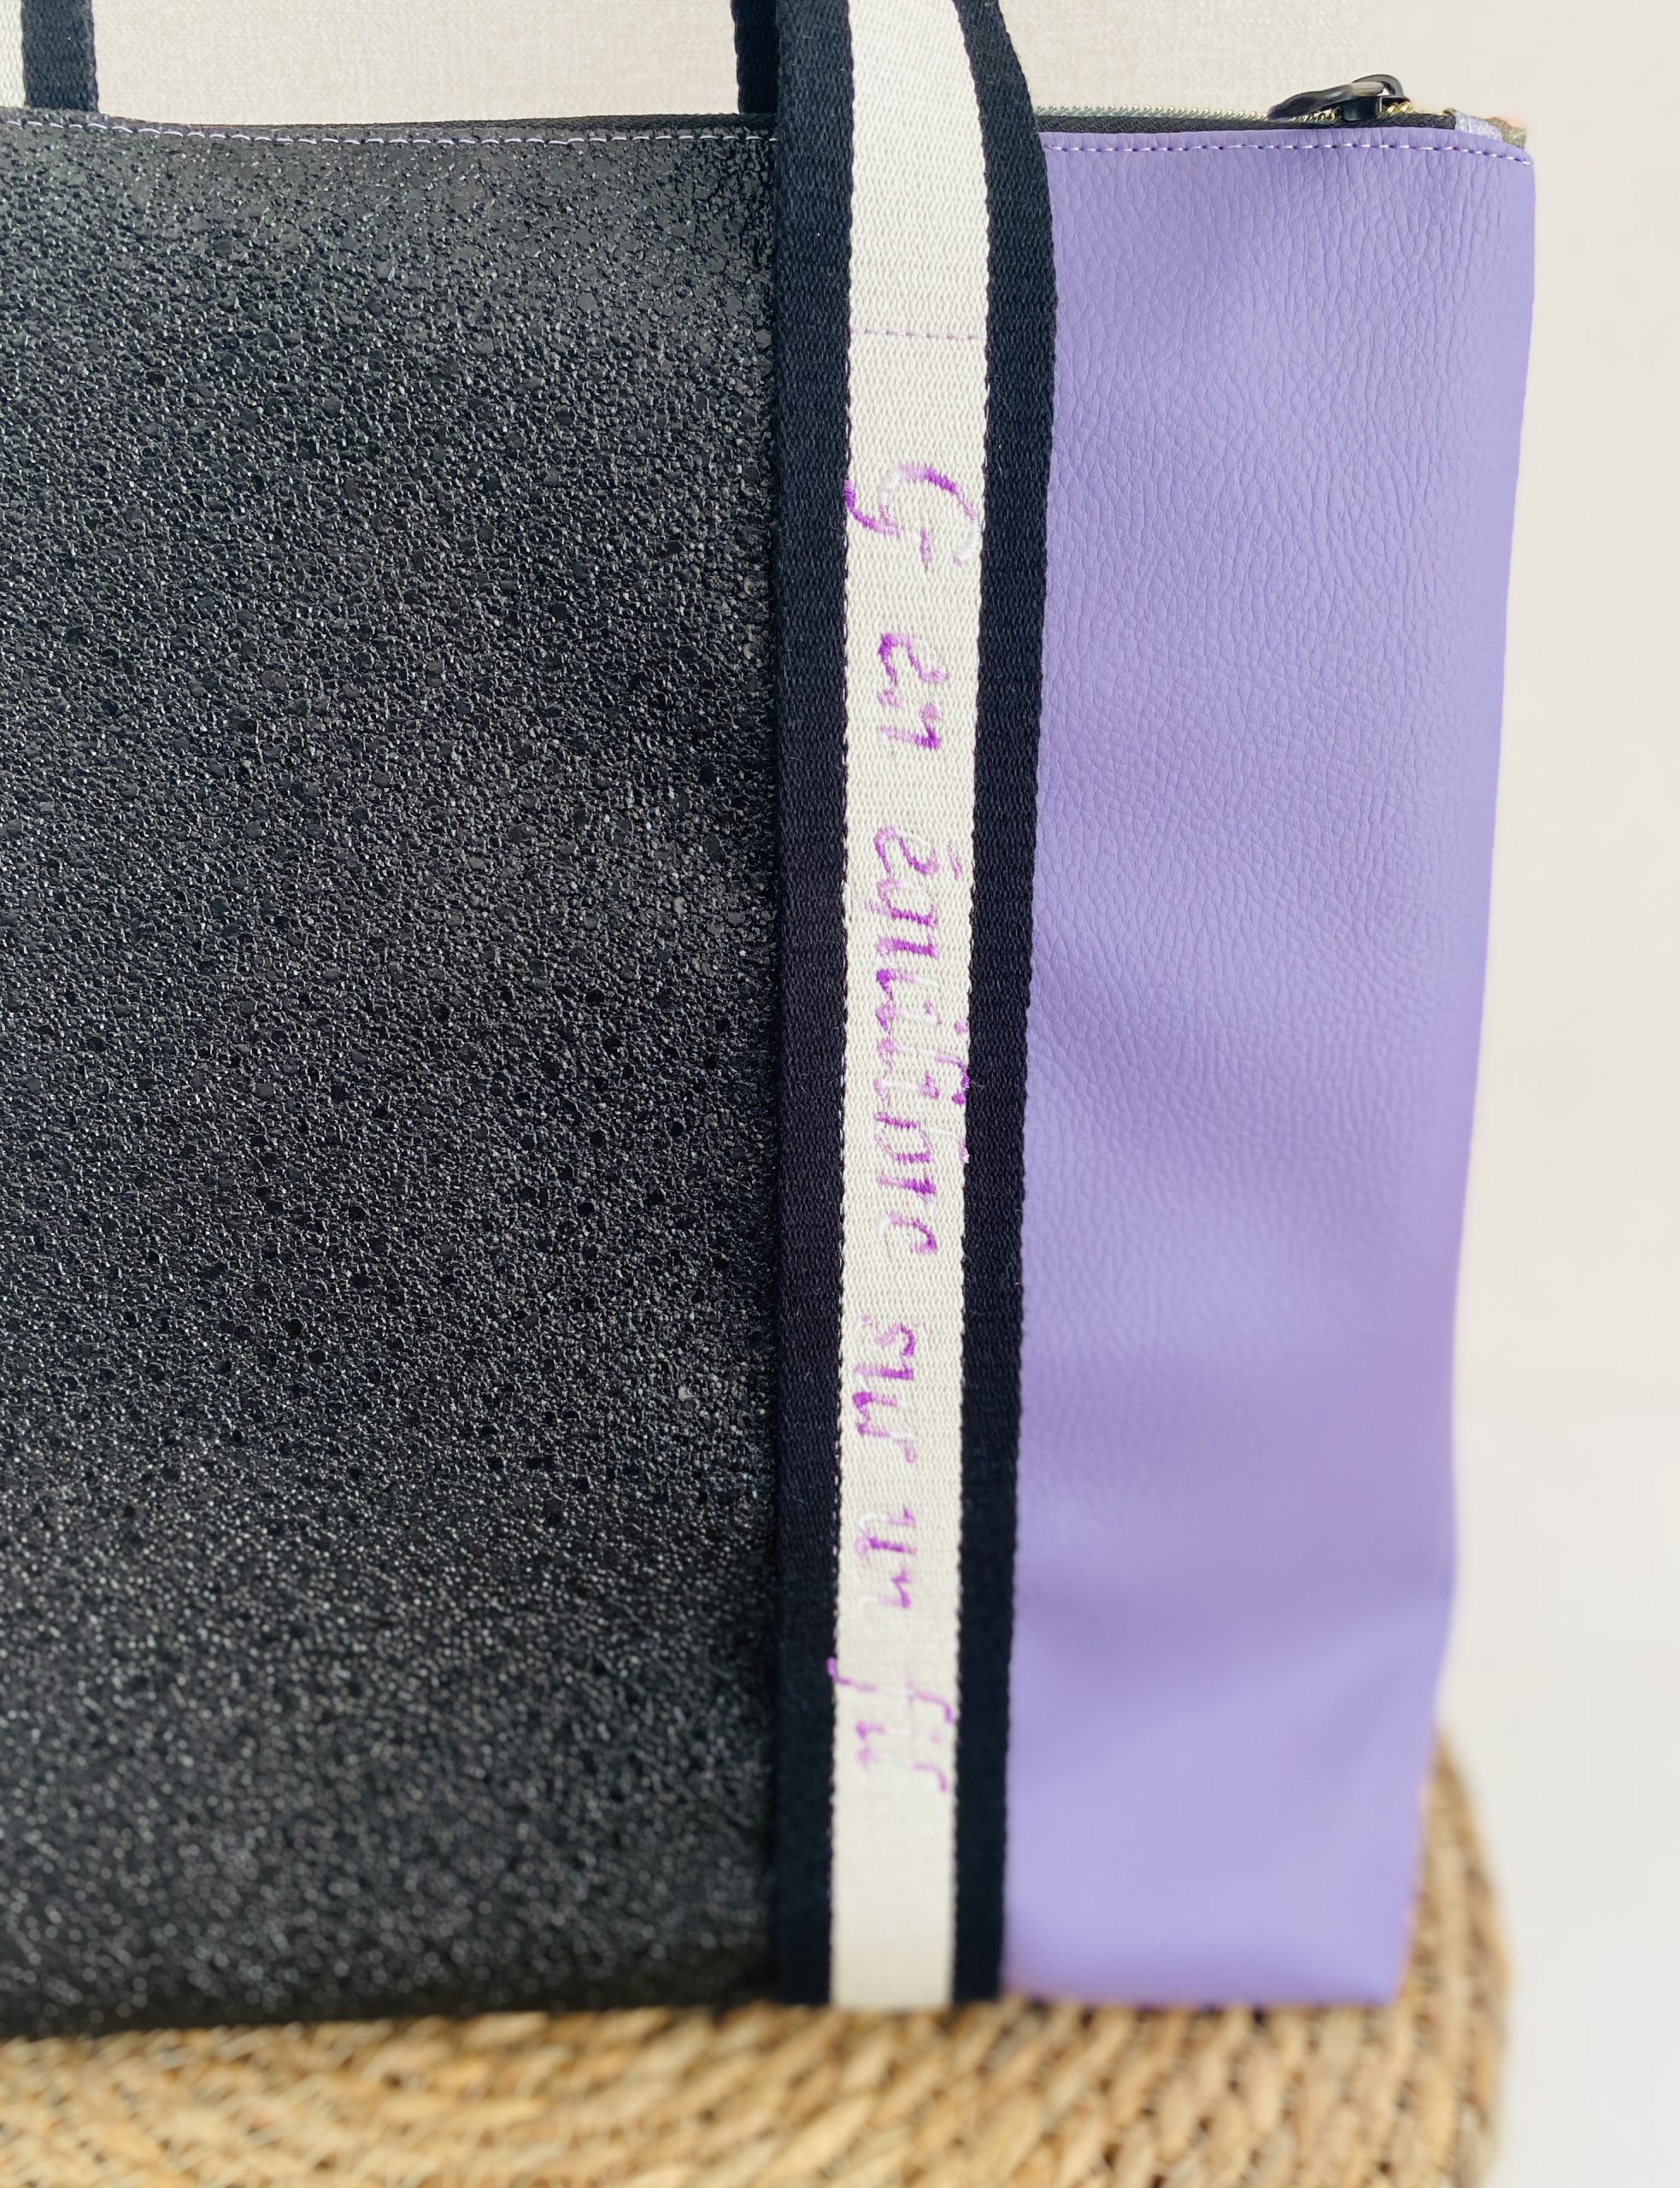 en équilibre sur un fil